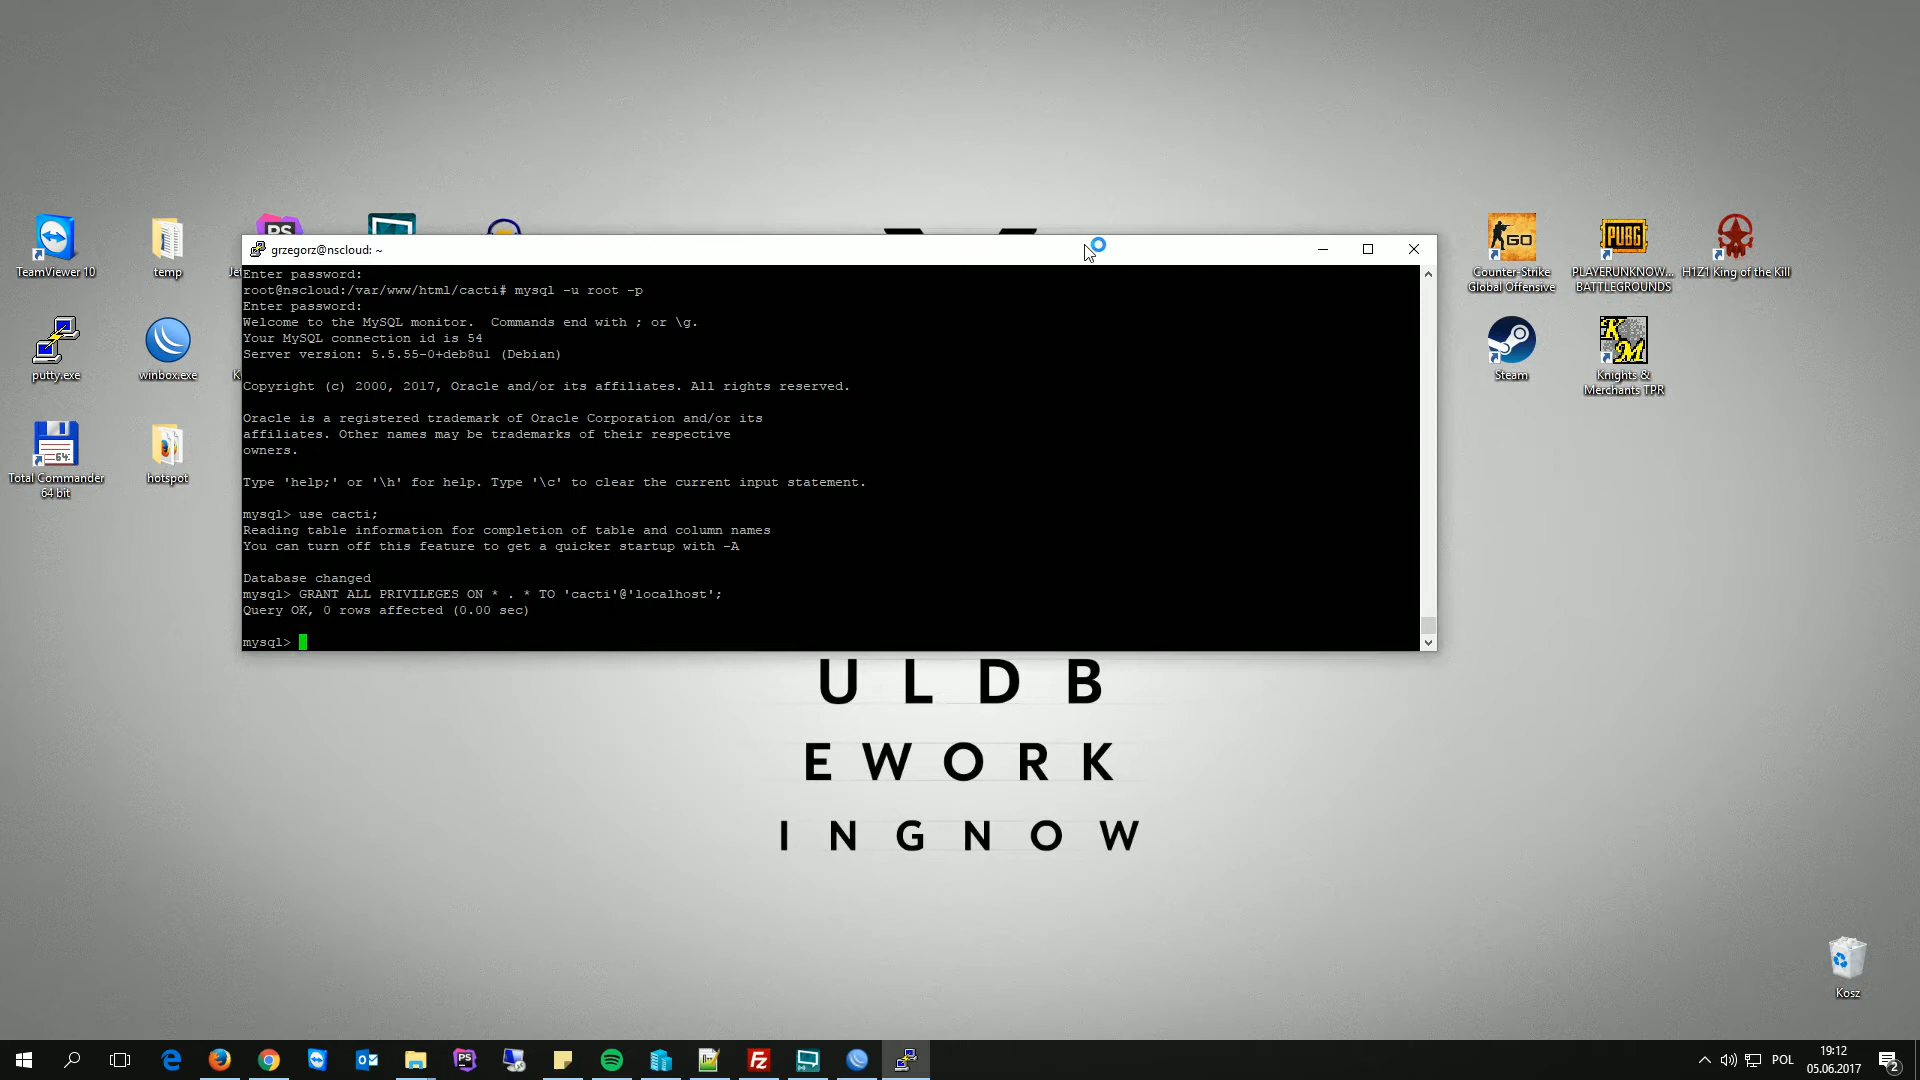 grzegorz@nscloud: ~
Enter password:
root@nscloud:/var/www/html/cacti# mysql -u root -p
Enter password:
Welcome to the MySQL monitor.  Commands end with ; or \g.
Your MySQL connection id is 54
Server version: 5.5.55-0+deb8u1 (Debian)
Copyright (c) 2000, 2017, Oracle and/or its affiliates. All rights reserved.
Oracle is a registered trademark of Oracle Corporation and/or its
affiliates. Other names may be trademarks of their respective
owners.
Type 'help;' or '\h' for help. Type '\c' to clear the current input statement.
mysql> use cacti;
Reading table information for completion of table and column names
You can turn off this feature to get a quicker startup with -A
Database changed
mysql> GRANT ALL PRIVILEGES ON * . * TO 'cacti'@'localhost';
Query OK, 0 rows affected (0.00 sec)
mysql>
TeamViewer 10
temp
putty.exe
winbox.exe
Total Commander
64 bit
64:
hotspot
PS
GO
Counter-Strike
Global Offensive
PUBG
PLAYERUNKNOW...
BATTLEGROUNDS
H1Z1 King of the Kill
Steam
K M
Knights &
Merchants TPR
U L D B
E W O R K
I N G N O W
Kosz
PS
Fz
POL
19:12
05.06.2017
2